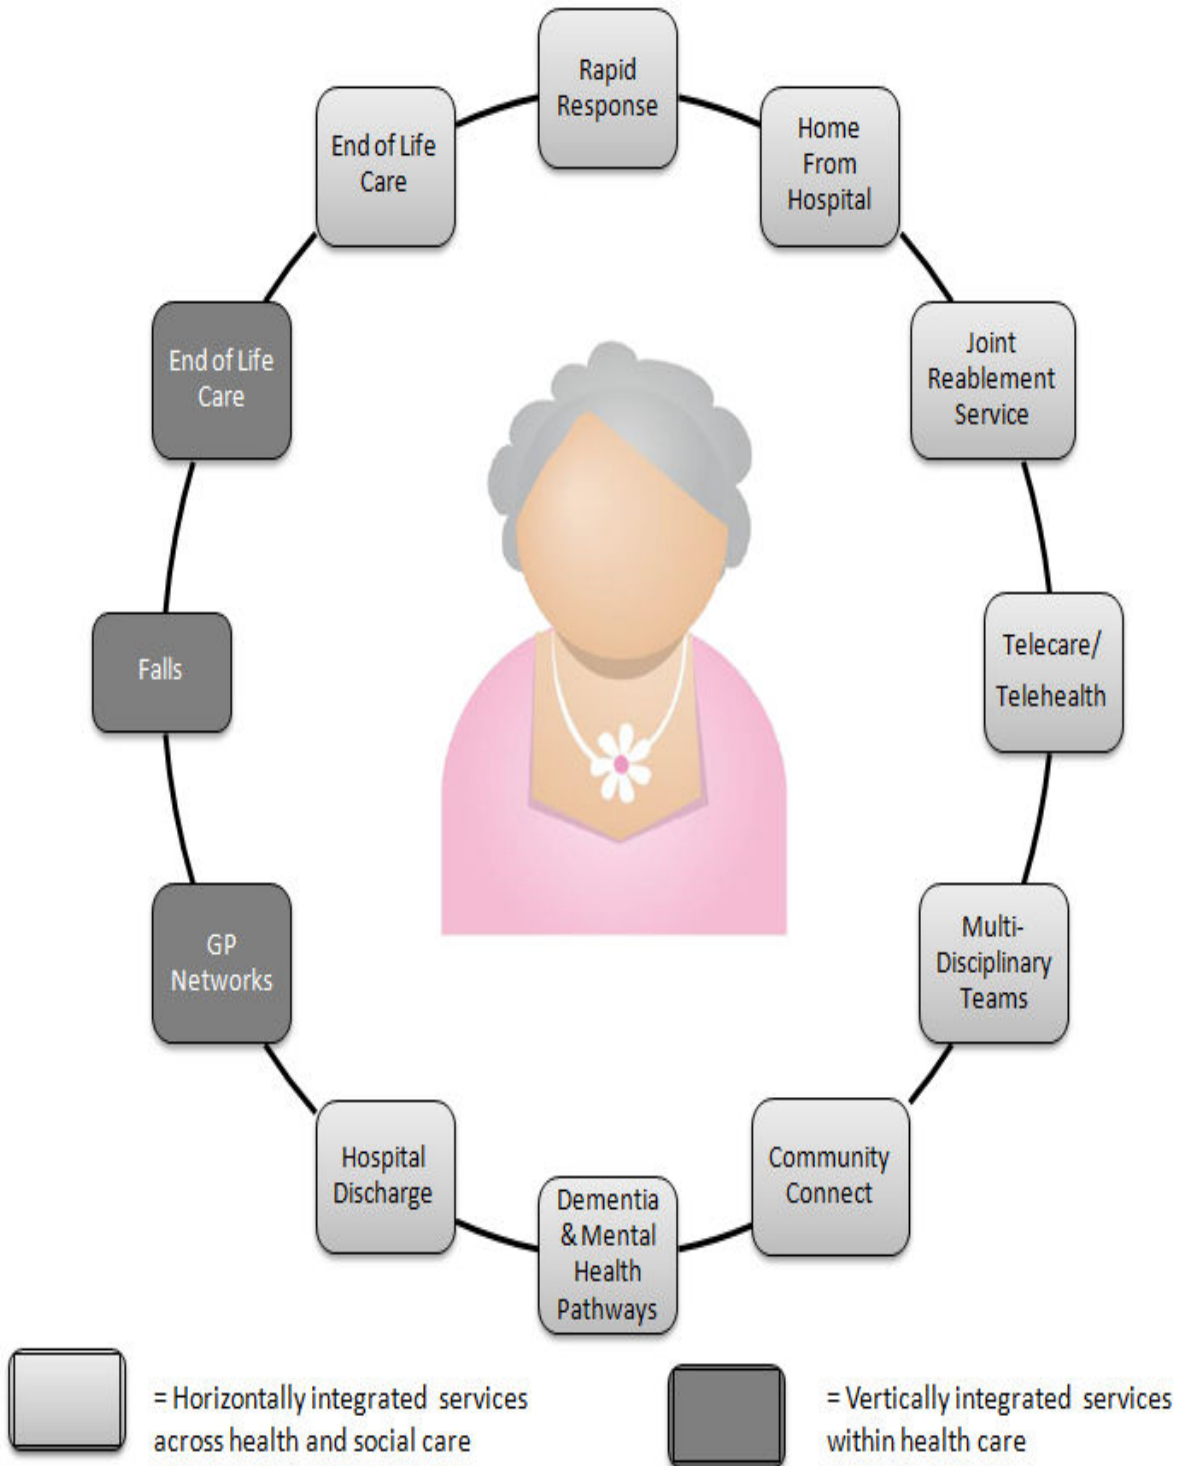 Rapid
Response
Home
From
Hospital
Joint
Reablement
Service
Telecare/
Telehealth
Multi-
Disciplinary
Teams
Community
Connect
Dementia
& Mental
Health
Pathways
Hospital
Discharge
GP
Networks
Falls
End of Life
Care
End of Life
Care
= Horizontally integrated services
across health and social care
= Vertically integrated services
within health care